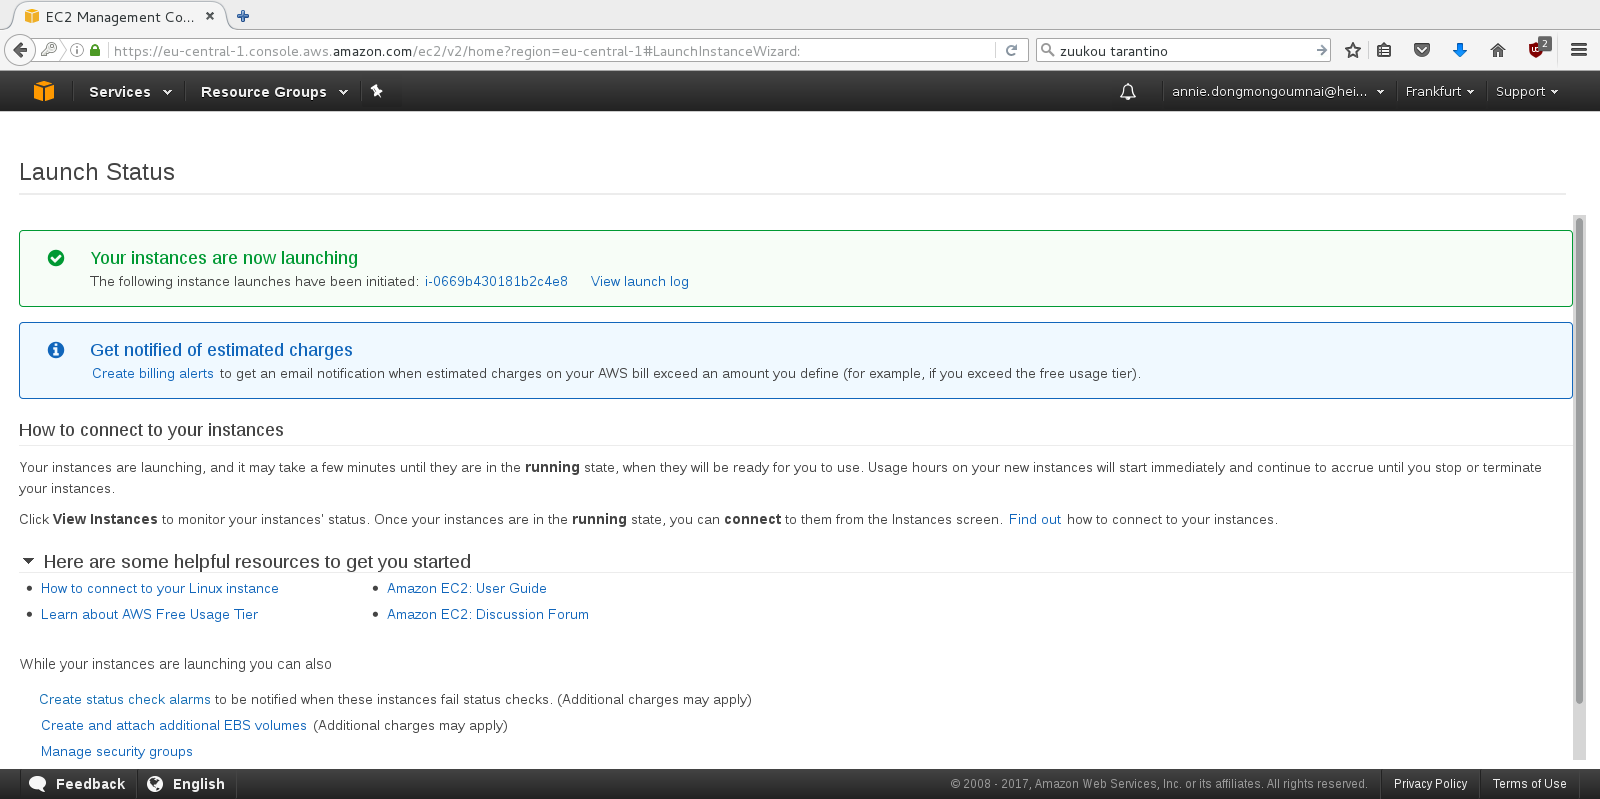 EC2 Management Co...
https://eu-central-1.console.aws.amazon.com/ec2/v2/home?region=eu-central-1#LaunchInstanceWizard:
zuukou tarantino
2
Services
Resource Groups
annie.dongmongoumnai@hei...
Frankfurt
Support
Launch Status
Your instances are now launching
The following instance launches have been initiated: i-0669b430181b2c4e8 View launch log
Get notified of estimated charges
Create billing alerts to get an email notification when estimated charges on your AWS bill exceed an amount you define (for example, if you exceed the free usage tier).
How to connect to your instances
Your instances are launching, and it may take a few minutes until they are in the running state, when they will be ready for you to use. Usage hours on your new instances will start immediately and continue to accrue until you stop or terminate
your instances.
Click View Instances to monitor your instances' status. Once your instances are in the running state, you can connect to them from the Instances screen. Find out how to connect to your instances.
Here are some helpful resources to get you started
How to connect to your Linux instance
Amazon EC2: User Guide
Learn about AWS Free Usage Tier
Amazon EC2: Discussion Forum
While your instances are launching you can also
Create status check alarms to be notified when these instances fail status checks. (Additional charges may apply)
Create and attach additional EBS volumes (Additional charges may apply)
Manage security groups
Feedback
English
© 2008 - 2017, Amazon Web Services, Inc. or its affiliates. All rights reserved.
Privacy Policy
Terms of Use